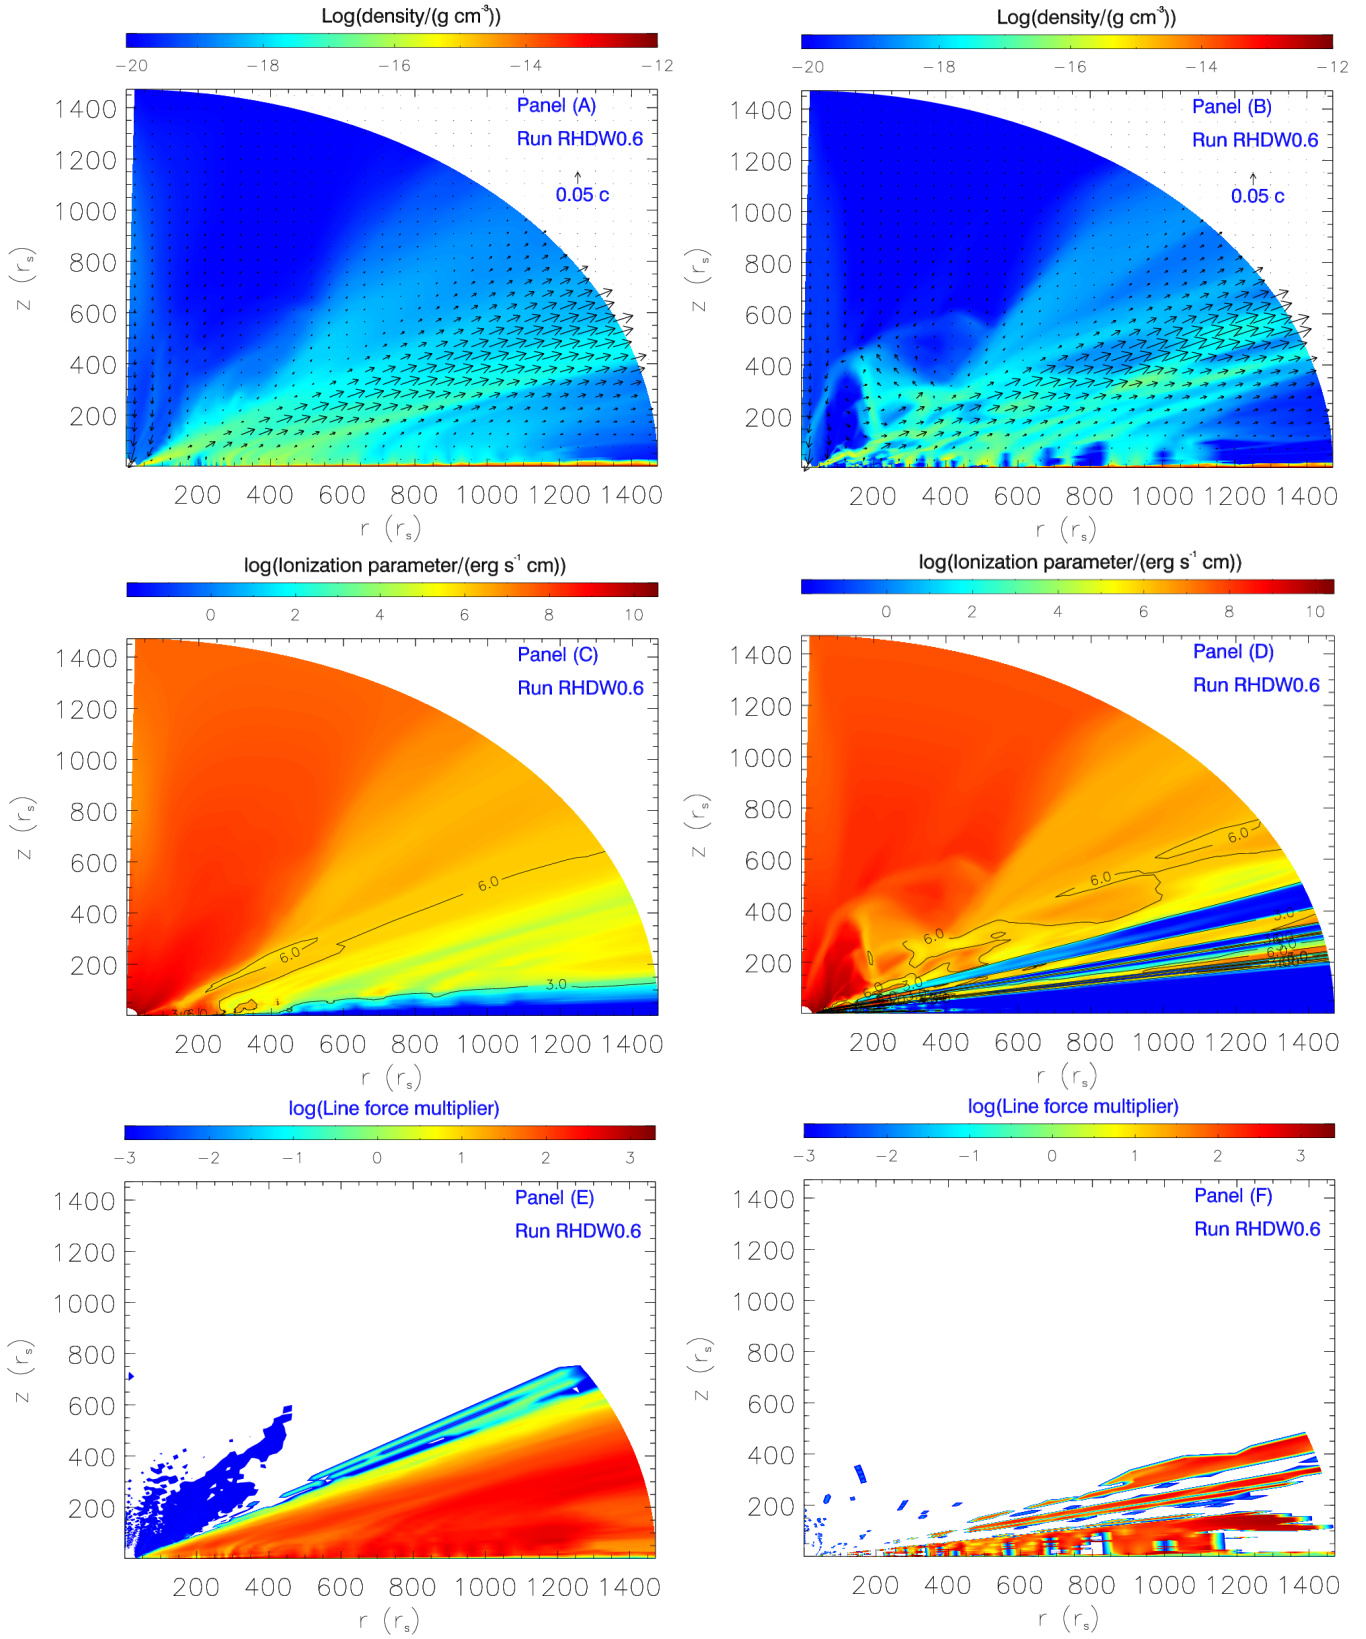 Log(density/(g cm⁻³))
−20 −18 −16 −14 −12
Panel (A)
Run RHDW0.6
0.05 c
1400
1200
1000
800
600
400
200
z (rₛ)
200 400 600 800 1000 1200 1400
r (rₛ)
Log(density/(g cm⁻³))
−20 −18 −16 −14 −12
Panel (B)
Run RHDW0.6
0.05 c
1400
1200
1000
800
600
400
200
z (rₛ)
200 400 600 800 1000 1200 1400
r (rₛ)
log(Ionization parameter/(erg s⁻¹ cm))
0 2 4 6 8 10
Panel (C)
Run RHDW0.6
1400
1200
1000
800
600
400
200
z (rₛ)
6.0
6.0
3.0
200 400 600 800 1000 1200 1400
r (rₛ)
log(Ionization parameter/(erg s⁻¹ cm))
0 2 4 6 8 10
Panel (D)
Run RHDW0.6
1400
1200
1000
800
600
400
200
z (rₛ)
6.0
6.0
6.0
3.0
3.0
6.0
200 400 600 800 1000 1200 1400
r (rₛ)
log(Line force multiplier)
−3 −2 −1 0 1 2 3
Panel (E)
Run RHDW0.6
1400
1200
1000
800
600
400
200
z (rₛ)
200 400 600 800 1000 1200 1400
r (rₛ)
log(Line force multiplier)
−3 −2 −1 0 1 2 3
Panel (F)
Run RHDW0.6
1400
1200
1000
800
600
400
200
z (rₛ)
200 400 600 800 1000 1200 1400
r (rₛ)